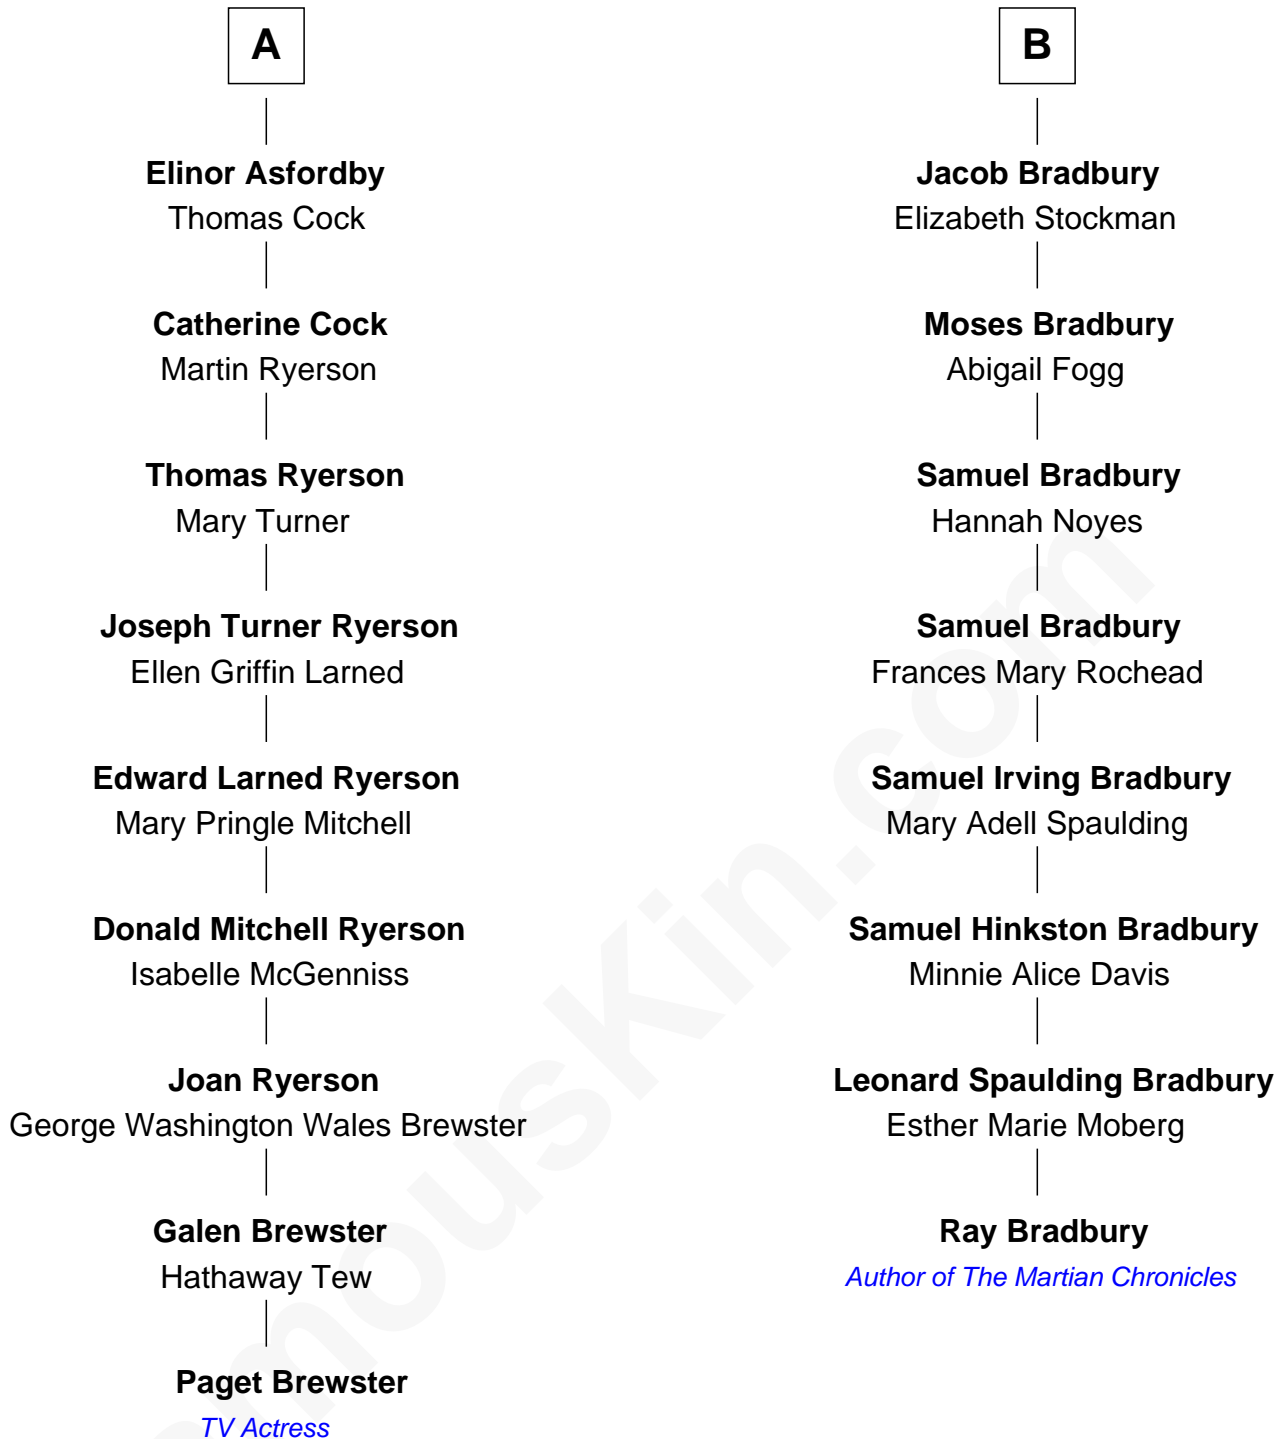 A
Elinor Asfordby
Thomas Cock
Catherine Cock
Martin Ryerson
Thomas Ryerson
Mary Turner
Joseph Turner Ryerson
Ellen Griffin Larned
Edward Larned Ryerson
Mary Pringle Mitchell
Donald Mitchell Ryerson
Isabelle McGenniss
Joan Ryerson
George Washington Wales Brewster
Galen Brewster
Hathaway Tew
Paget Brewster
TV Actress
B
Jacob Bradbury
Elizabeth Stockman
Moses Bradbury
Abigail Fogg
Samuel Bradbury
Hannah Noyes
Samuel Bradbury
Frances Mary Rochead
Samuel Irving Bradbury
Mary Adell Spaulding
Samuel Hinkston Bradbury
Minnie Alice Davis
Leonard Spaulding Bradbury
Esther Marie Moberg
Ray Bradbury
Author of The Martian Chronicles
mousKin.com